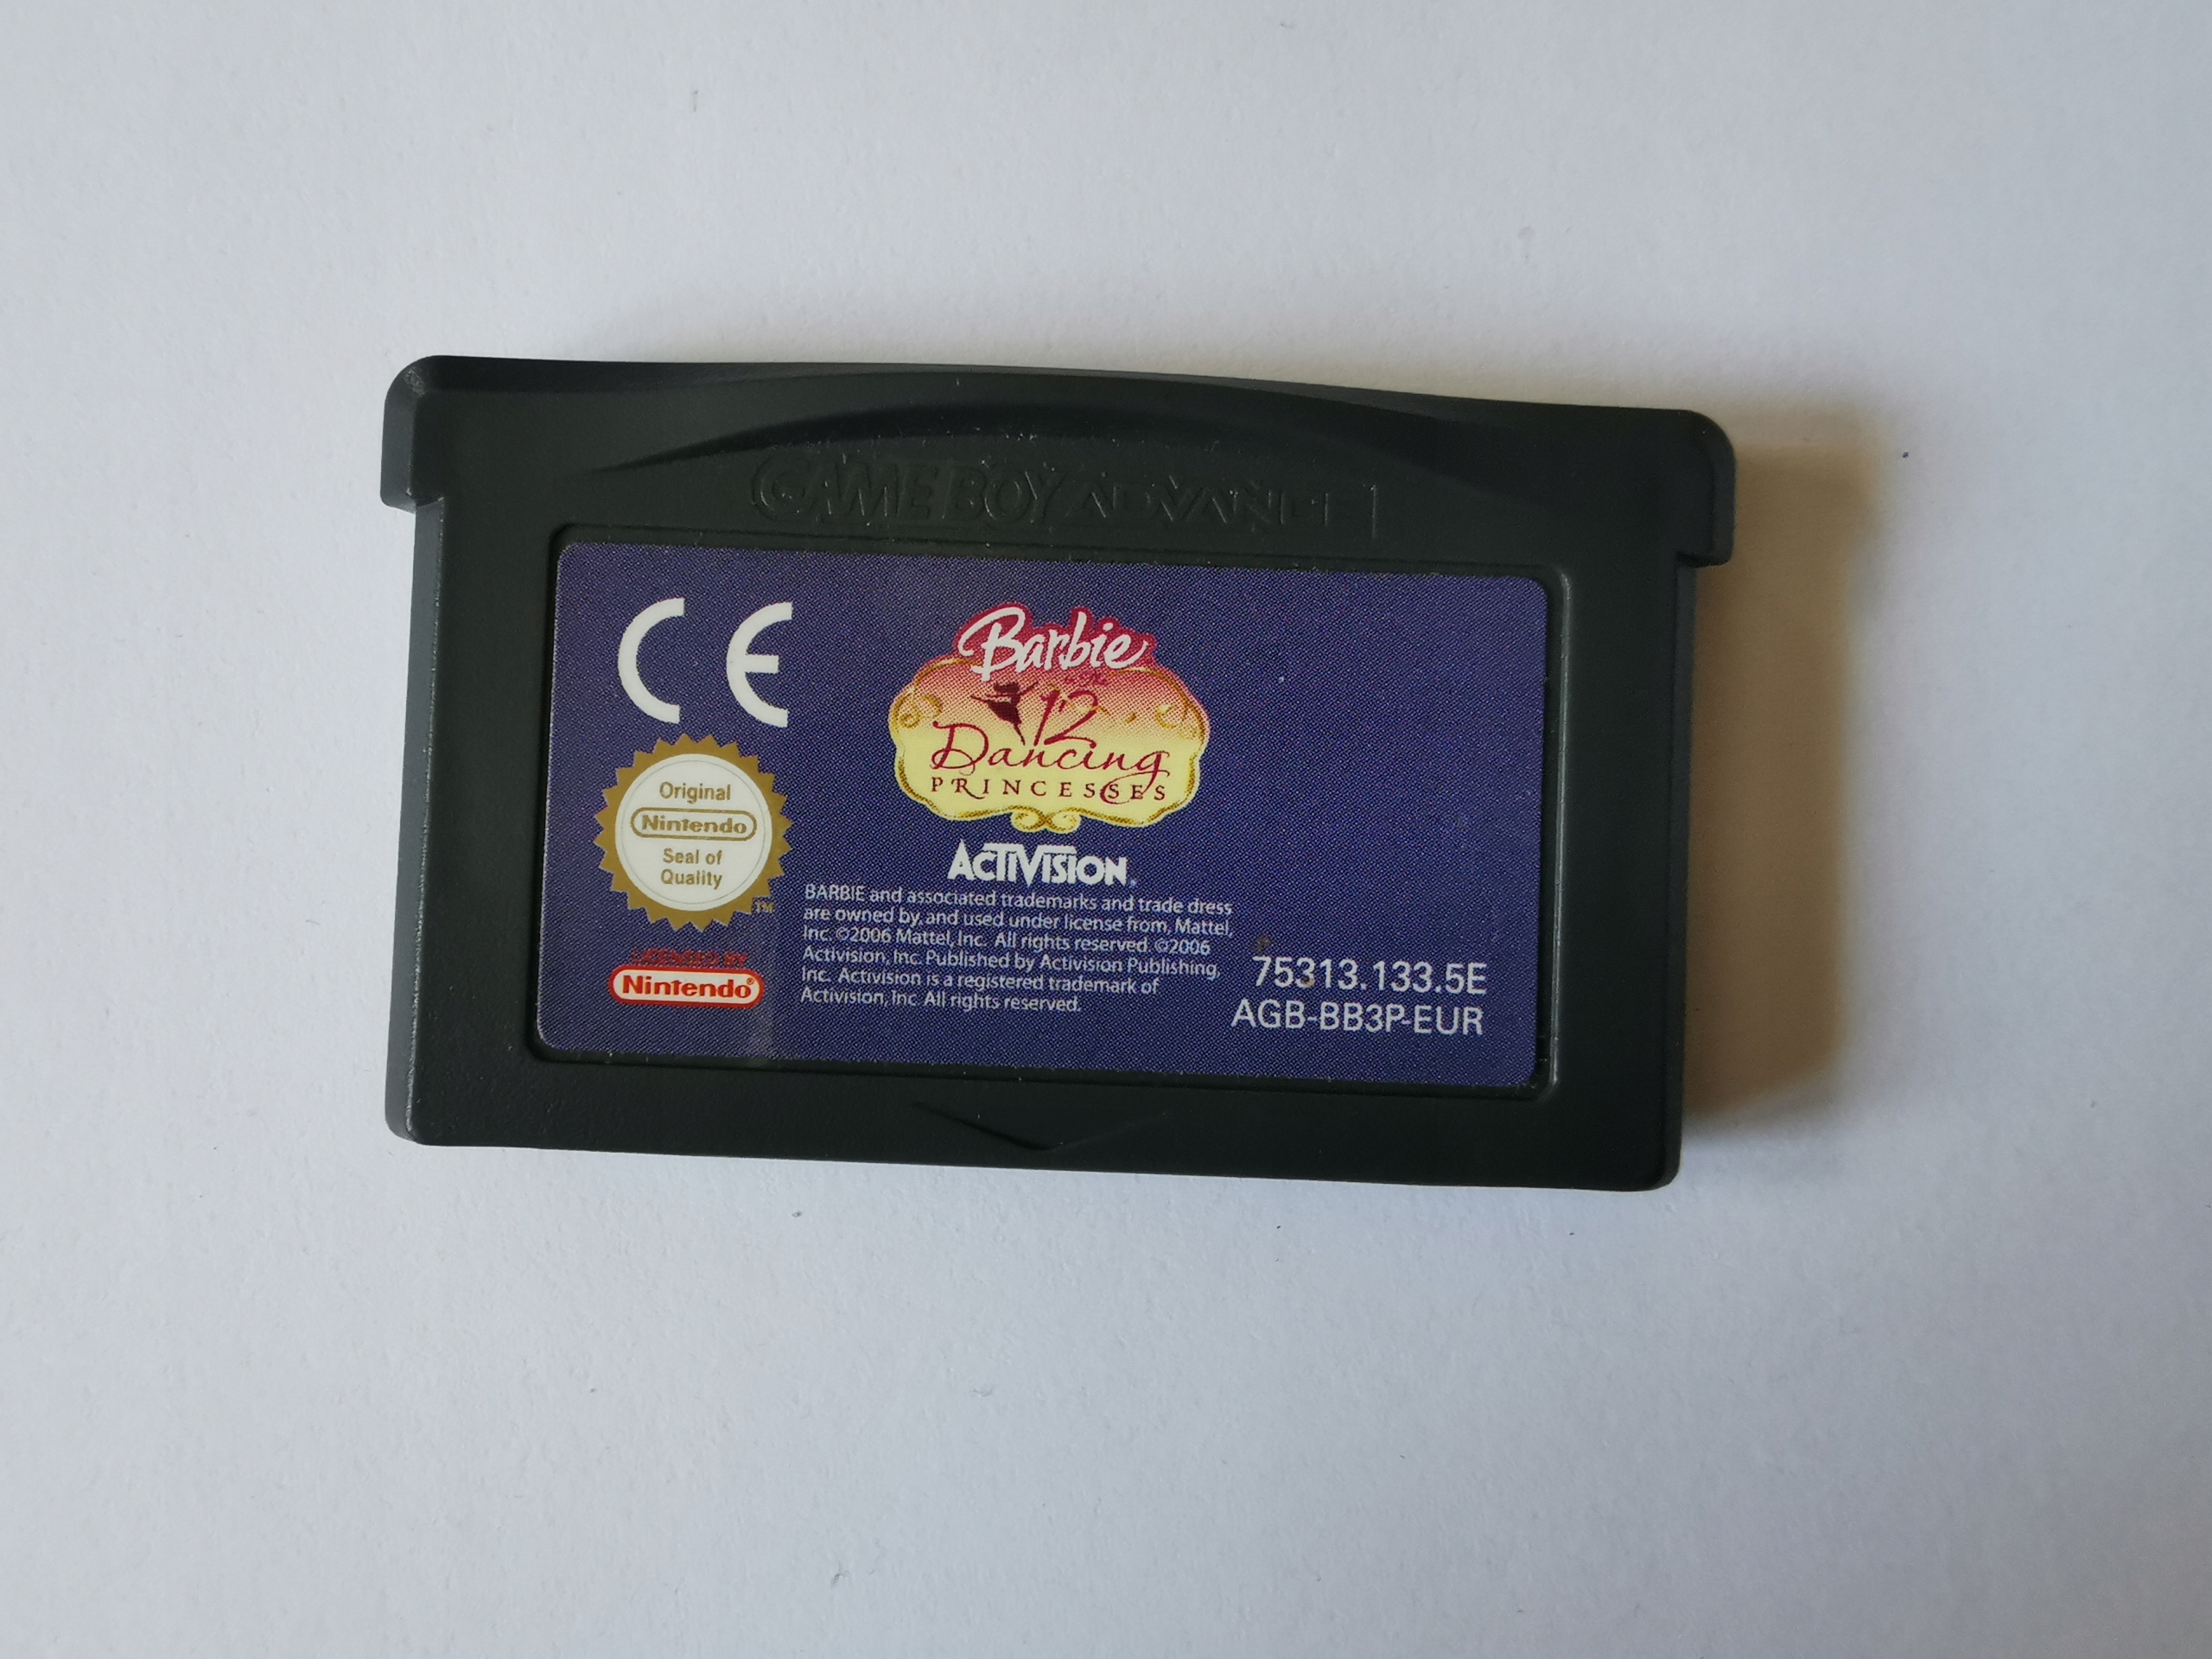 GAME BOY ADVANCE
CE
Barbie
in The
12
Dancing
PRINCESSES
Original
Nintendo
Seal of
Quality
TM
LICENSED BY
Nintendo®
ACTIVISION®
BARBIE and associated trademarks and trade dress
are owned by, and used under license from, Mattel,
Inc. ©2006 Mattel, Inc. All rights reserved. ©2006
Activision, Inc. Published by Activision Publishing,
Inc. Activision is a registered trademark of
Activision, Inc. All rights reserved.
75313.133.5E
AGB-BB3P-EUR